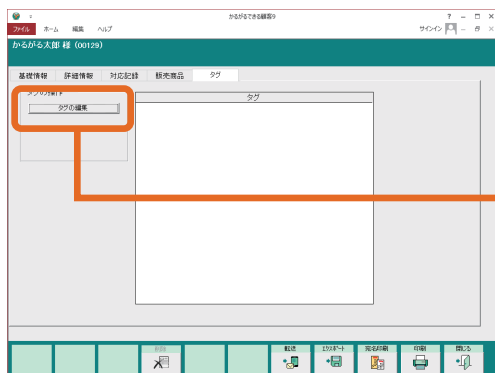 かるがるできる顧客9
ファイル ホーム 編集 ヘルプ サインイン
かるがる太郎 様 (00129)
基礎情報 詳細情報 対応記録 販売商品 タグ
タグの操作 タグ
タグの編集
削除 転送 エクスポート 宛名印刷 印刷 閉じる